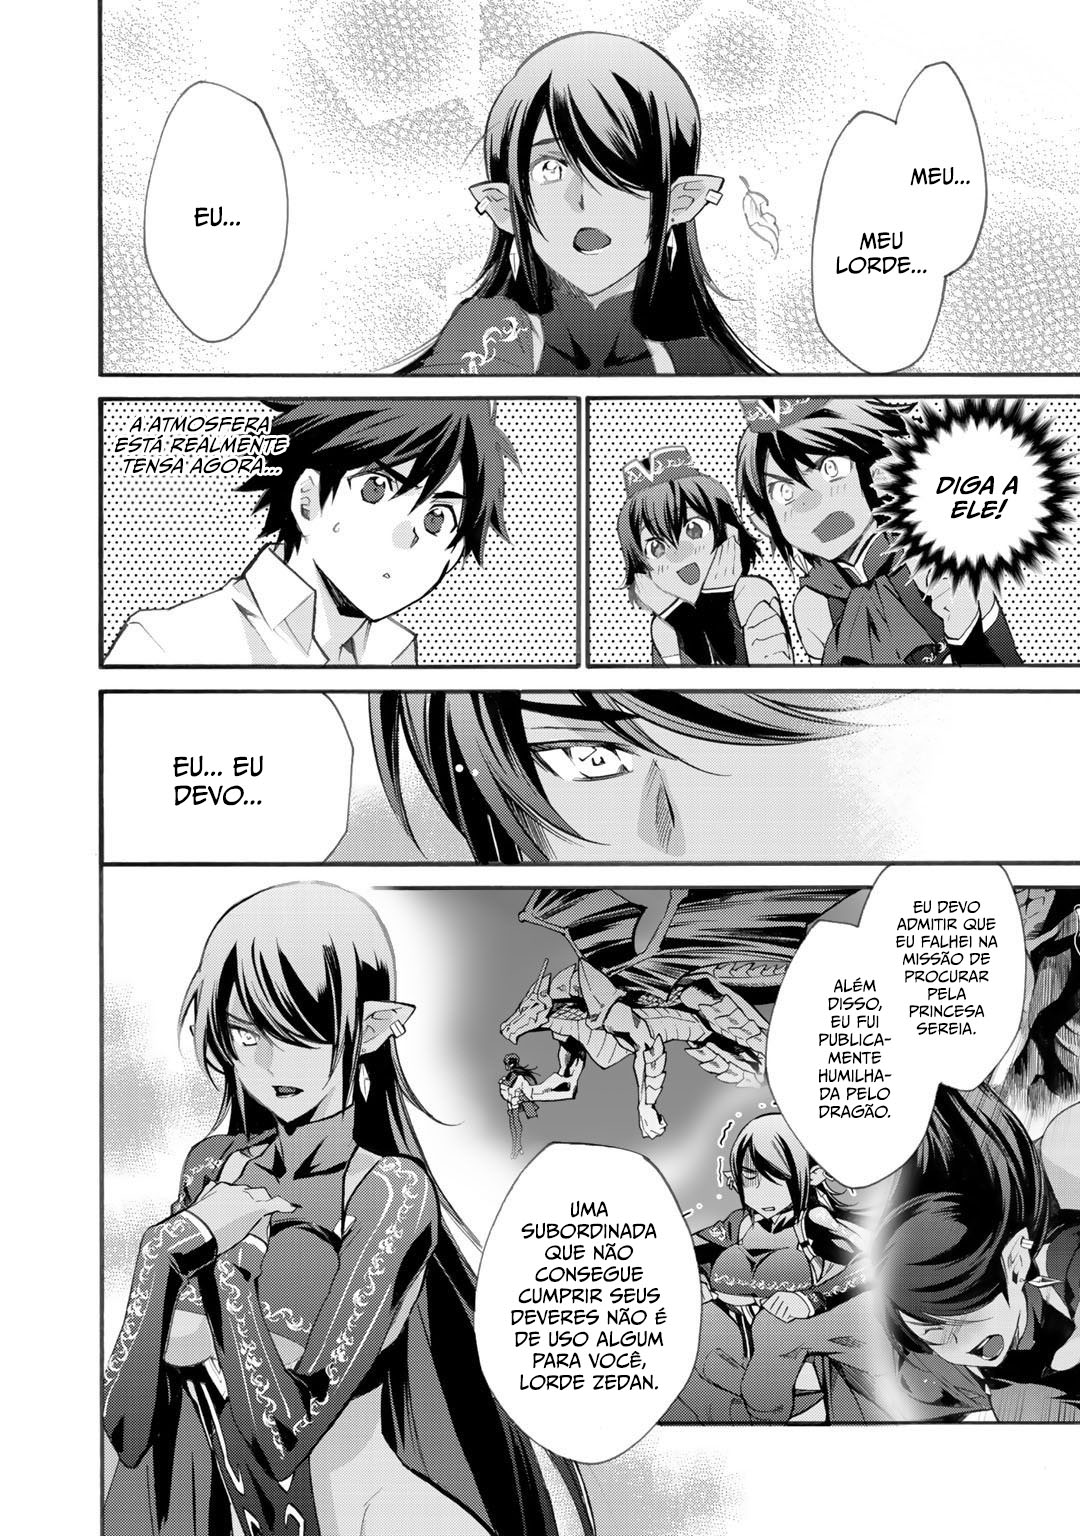 MEU...
MEU
LORDE...
EU...
DIGA A
ELE!
A ATMOSFERA
ESTÁ REALMENTE
TENSA AGORA...
EU... EU
DEVO...
EU DEVO
ADMITIR QUE
EU FALHEI NA
MISSÃO DE
PROCURAR
PELA
PRINCESA
SEREIA.
ALÉM
DISSO,
EU FUI
PUBLICA-
MENTE
HUMILHA-
DA PELO
DRAGÃO.
UMA
SUBORDINADA
QUE NÃO
CONSEGUE
CUMPRIR SEUS
DEVERES NÃO É
DE USO ALGUM
PARA VOCÊ,
LORDE ZEDAN.